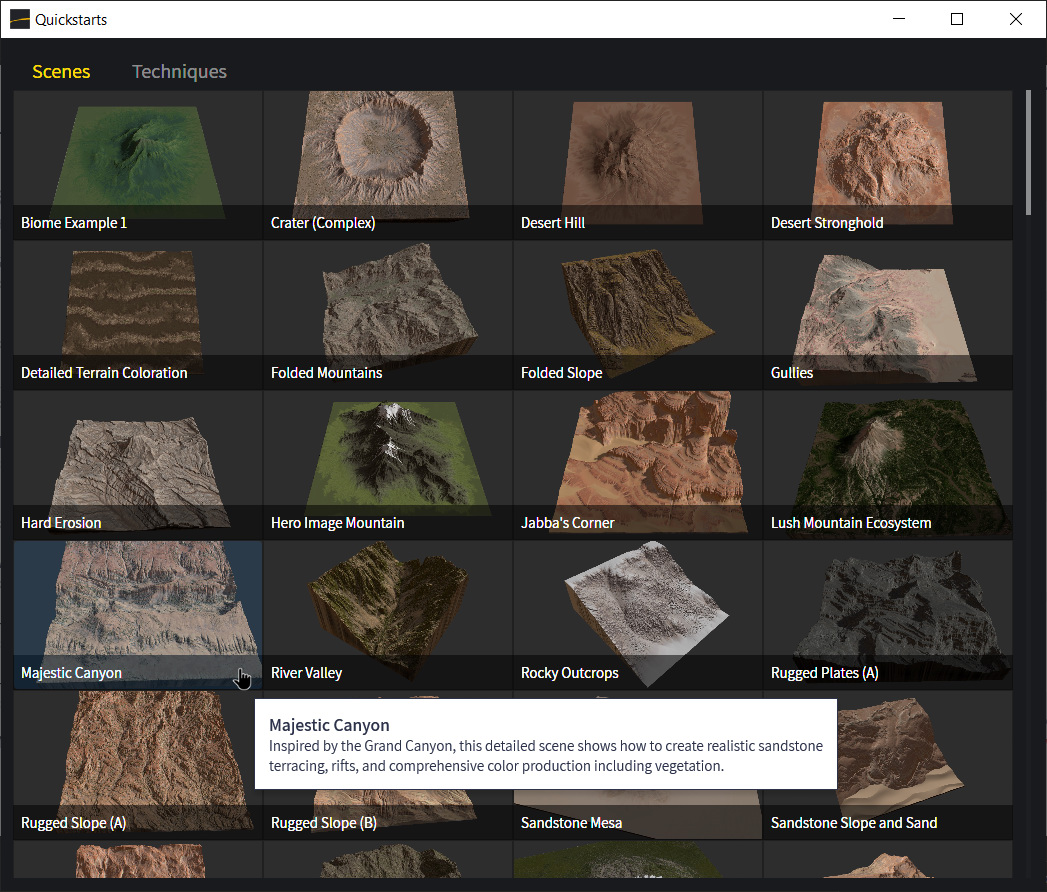 Quickstarts
Scenes
Techniques
Biome Example 1
Crater (Complex)
Desert Hill
Desert Stronghold
Detailed Terrain Coloration
Folded Mountains
Folded Slope
Gullies
Hard Erosion
Hero Image Mountain
Jabba's Corner
Lush Mountain Ecosystem
Majestic Canyon
River Valley
Rocky Outcrops
Rugged Plates (A)
Majestic Canyon
Inspired by the Grand Canyon, this detailed scene shows how to create realistic sandstone
terracing, rifts, and comprehensive color production including vegetation.
Rugged Slope (A)
Rugged Slope (B)
Sandstone Mesa
Sandstone Slope and Sand